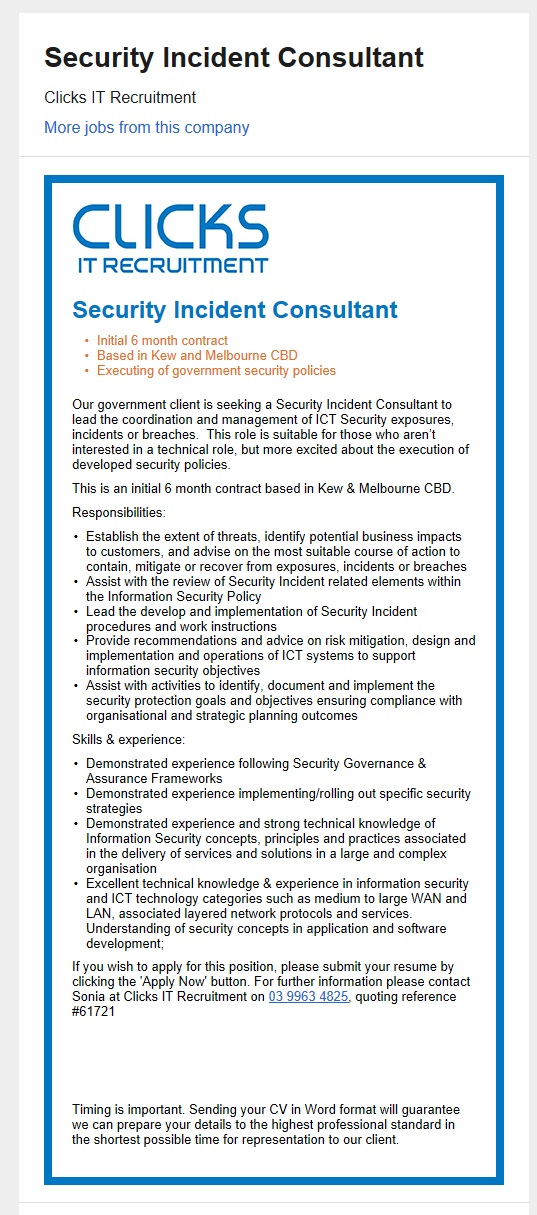 Security Incident Consultant
Clicks IT Recruitment
More jobs from this company
CLICKS
IT RECRUITMENT
Security Incident Consultant
• Initial 6 month contract
• Based in Kew and Melbourne CBD
• Executing of government security policies
Our government client is seeking a Security Incident Consultant to
lead the coordination and management of ICT Security exposures,
incidents or breaches.  This role is suitable for those who aren't
interested in a technical role, but more excited about the execution of
developed security policies.
This is an initial 6 month contract based in Kew & Melbourne CBD.
Responsibilities:
• Establish the extent of threats, identify potential business impacts
to customers, and advise on the most suitable course of action to
contain, mitigate or recover from exposures, incidents or breaches
• Assist with the review of Security Incident related elements within
the Information Security Policy
• Lead the develop and implementation of Security Incident
procedures and work instructions
• Provide recommendations and advice on risk mitigation, design and
implementation and operations of ICT systems to support
information security objectives
• Assist with activities to identify, document and implement the
security protection goals and objectives ensuring compliance with
organisational and strategic planning outcomes
Skills & experience:
• Demonstrated experience following Security Governance &
Assurance Frameworks
• Demonstrated experience implementing/rolling out specific security
strategies
• Demonstrated experience and strong technical knowledge of
Information Security concepts, principles and practices associated
in the delivery of services and solutions in a large and complex
organisation
• Excellent technical knowledge & experience in information security
and ICT technology categories such as medium to large WAN and
LAN, associated layered network protocols and services.
Understanding of security concepts in application and software
development;
If you wish to apply for this position, please submit your resume by
clicking the 'Apply Now' button. For further information please contact
Sonia at Clicks IT Recruitment on 03 9963 4825, quoting reference
#61721
Timing is important. Sending your CV in Word format will guarantee
we can prepare your details to the highest professional standard in
the shortest possible time for representation to our client.